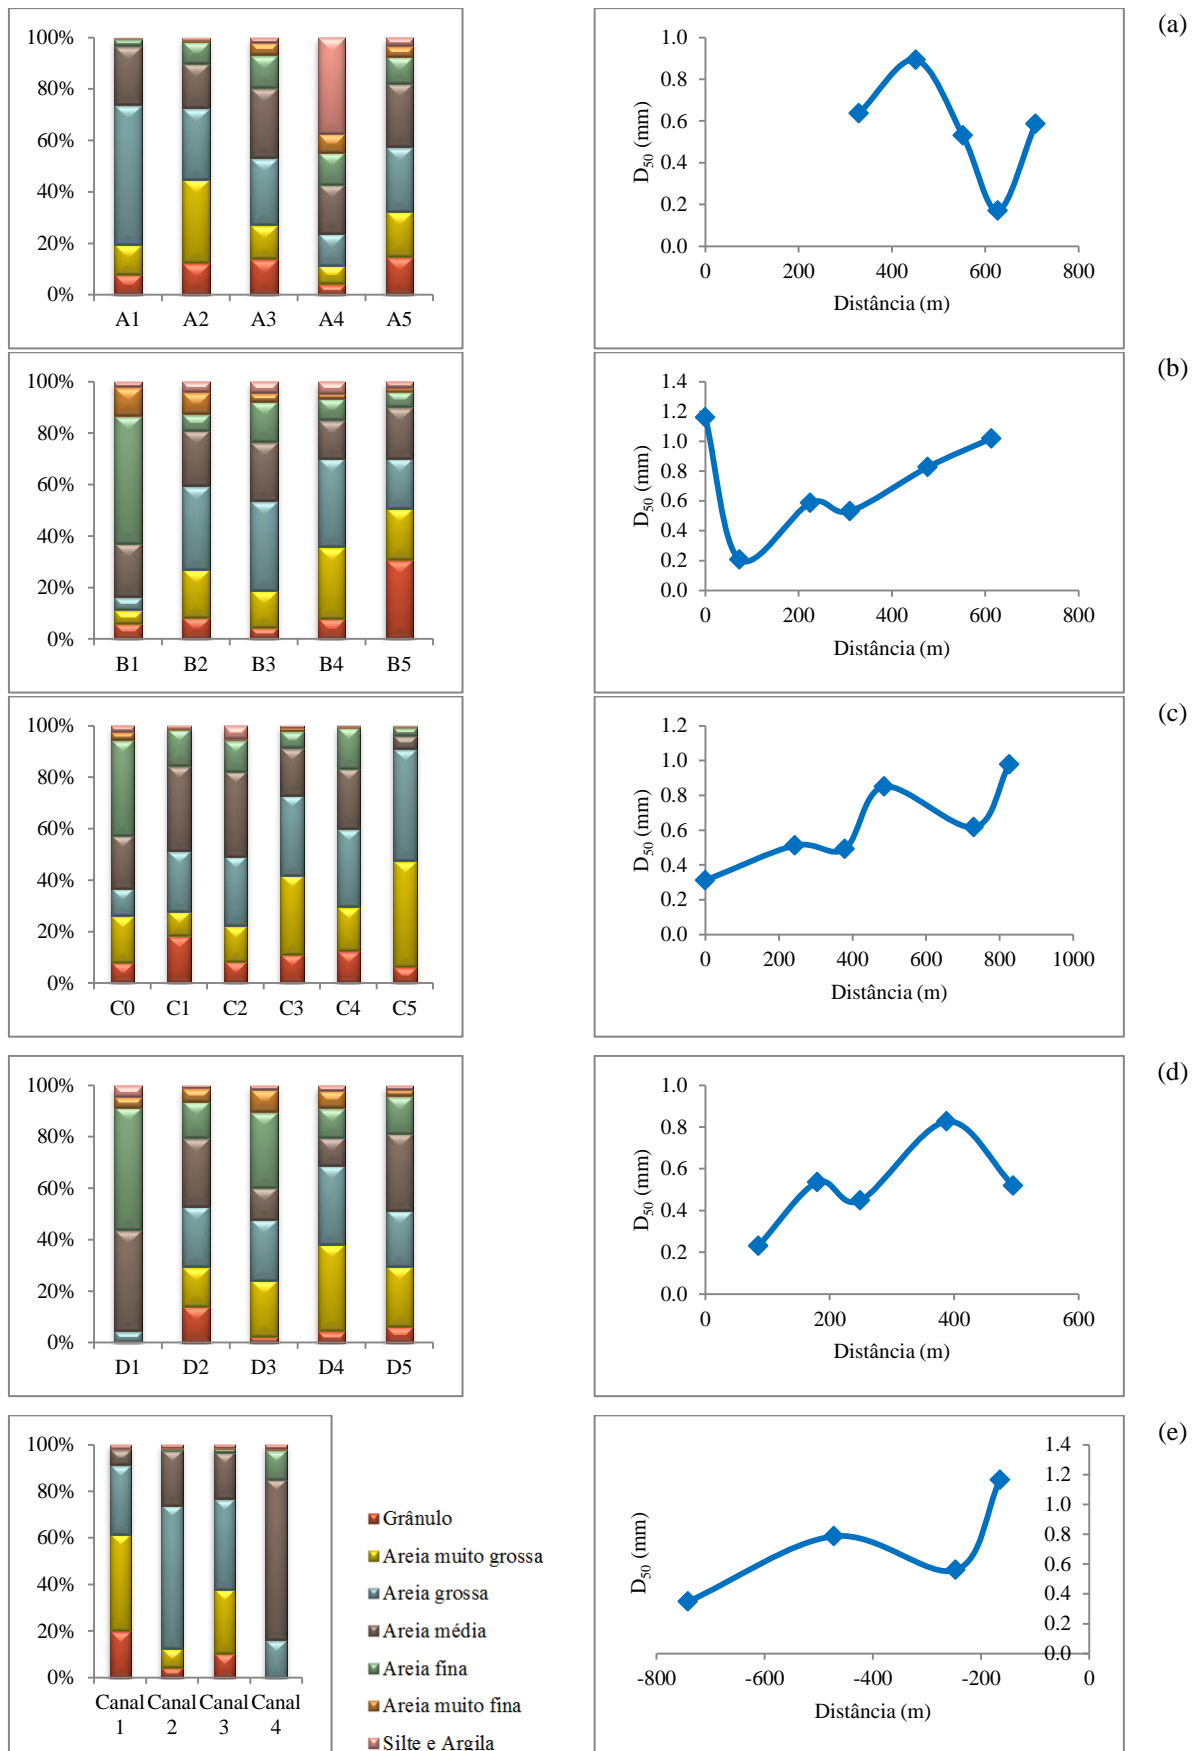 (a)
100%
80%
60%
40%
20%
0%
A1 A2 A3 A4 A5
1.0
0.8
0.6
0.4
0.2
0.0
D50 (mm)
0 200 400 600 800
Distância (m)
(b)
100%
80%
60%
40%
20%
0%
B1 B2 B3 B4 B5
1.4
1.2
1.0
0.8
0.6
0.4
0.2
0.0
D50 (mm)
0 200 400 600 800
Distância (m)
(c)
100%
80%
60%
40%
20%
0%
C0 C1 C2 C3 C4 C5
1.2
1.0
0.8
0.6
0.4
0.2
0.0
D50 (mm)
0 200 400 600 800 1000
Distância (m)
(d)
100%
80%
60%
40%
20%
0%
D1 D2 D3 D4 D5
1.0
0.8
0.6
0.4
0.2
0.0
D50 (mm)
0 200 400 600
Distância (m)
(e)
100%
80%
60%
40%
20%
0%
Canal Canal Canal Canal
1 2 3 4
Grânulo
Areia muito grossa
Areia grossa
Areia média
Areia fina
Areia muito fina
Silte e Argila
1.4
1.2
1.0
0.8
0.6
0.4
0.2
0.0
D50 (mm)
-800 -600 -400 -200 0
Distância (m)